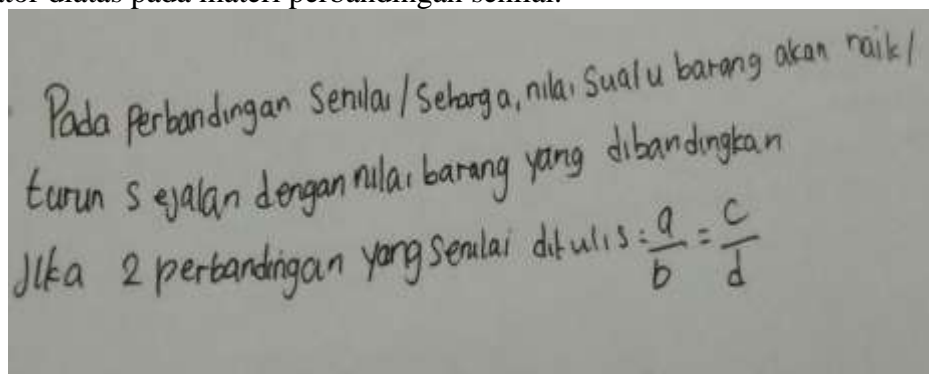 ator diatas pada materi perbandingan senilai.
Pada Perbandingan Senilai / Seharga, nilai Suatu barang akan naik /
turun sejalan dengan nilai barang yang dibandingkan
Jika 2 perbandingan yang senilai ditulis : a/b = c/d